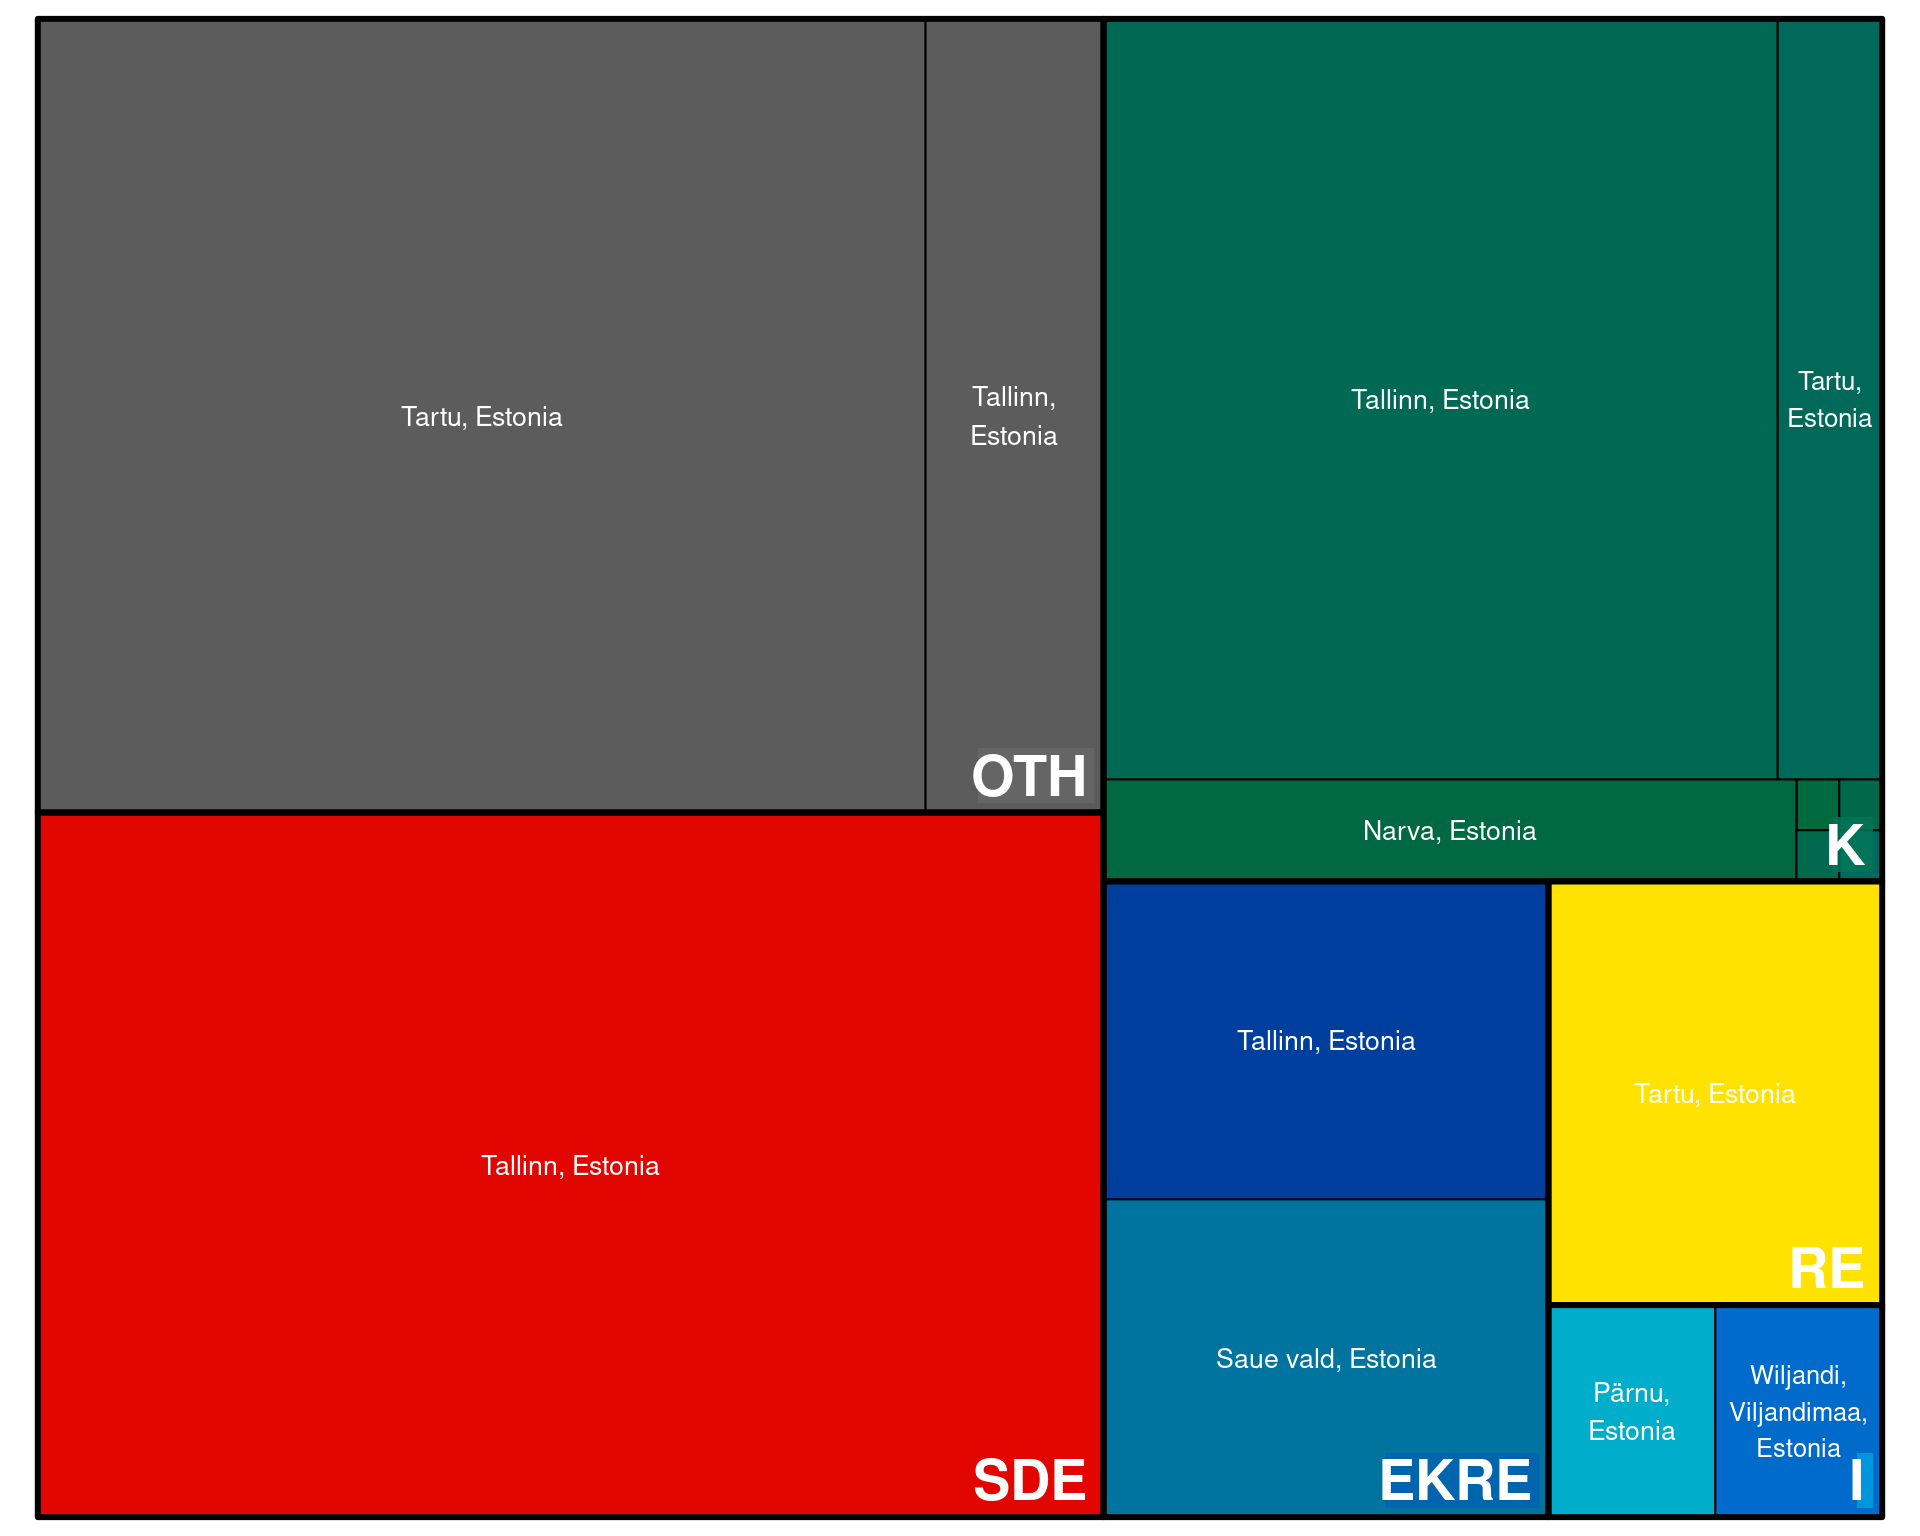 Tartu, Estonia
Tallinn,
Estonia
OTH
Tallinn, Estonia
Tartu,
Estonia
Narva, Estonia
K
Tallinn, Estonia
SDE
Tallinn, Estonia
Saue vald, Estonia
EKRE
Tartu, Estonia
RE
Pärnu,
Estonia
Wiljandi,
Viljandimaa,
Estonia
I